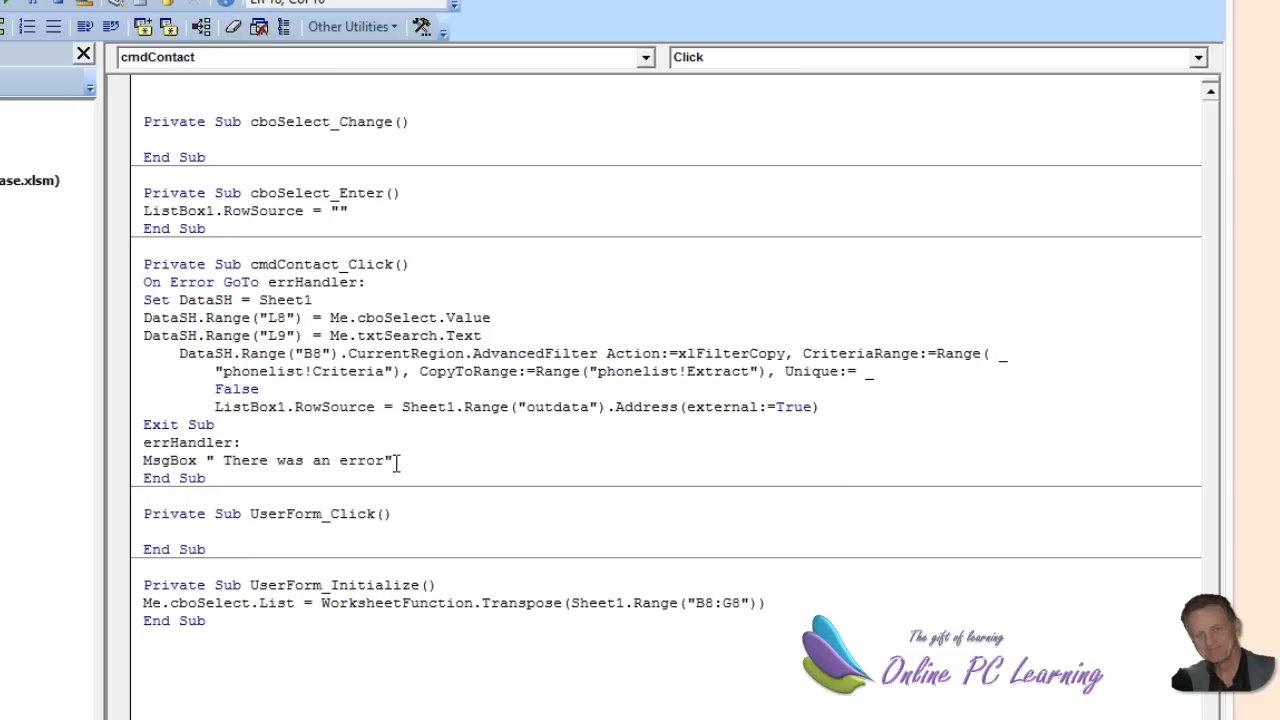 Other Utilities
ase.xlsm)
cmdContact
Click
Private Sub cboSelect_Change()
End Sub
Private Sub cboSelect_Enter()
ListBox1.RowSource = ""
End Sub
Private Sub cmdContact_Click()
On Error GoTo errHandler:
Set DataSH = Sheet1
DataSH.Range("L8") = Me.cboSelect.Value
DataSH.Range("L9") = Me.txtSearch.Text
DataSH.Range("B8").CurrentRegion.AdvancedFilter Action:=xlFilterCopy, CriteriaRange:=Range( _
"phonelist!Criteria"), CopyToRange:=Range("phonelist!Extract"), Unique:= _
False
ListBox1.RowSource = Sheet1.Range("outdata").Address(external:=True)
Exit Sub
errHandler:
MsgBox " There was an error"
End Sub
Private Sub UserForm_Click()
End Sub
Private Sub UserForm_Initialize()
Me.cboSelect.List = WorksheetFunction.Transpose(Sheet1.Range("B8:G8"))
End Sub
The gift of learning
Online PC Learning